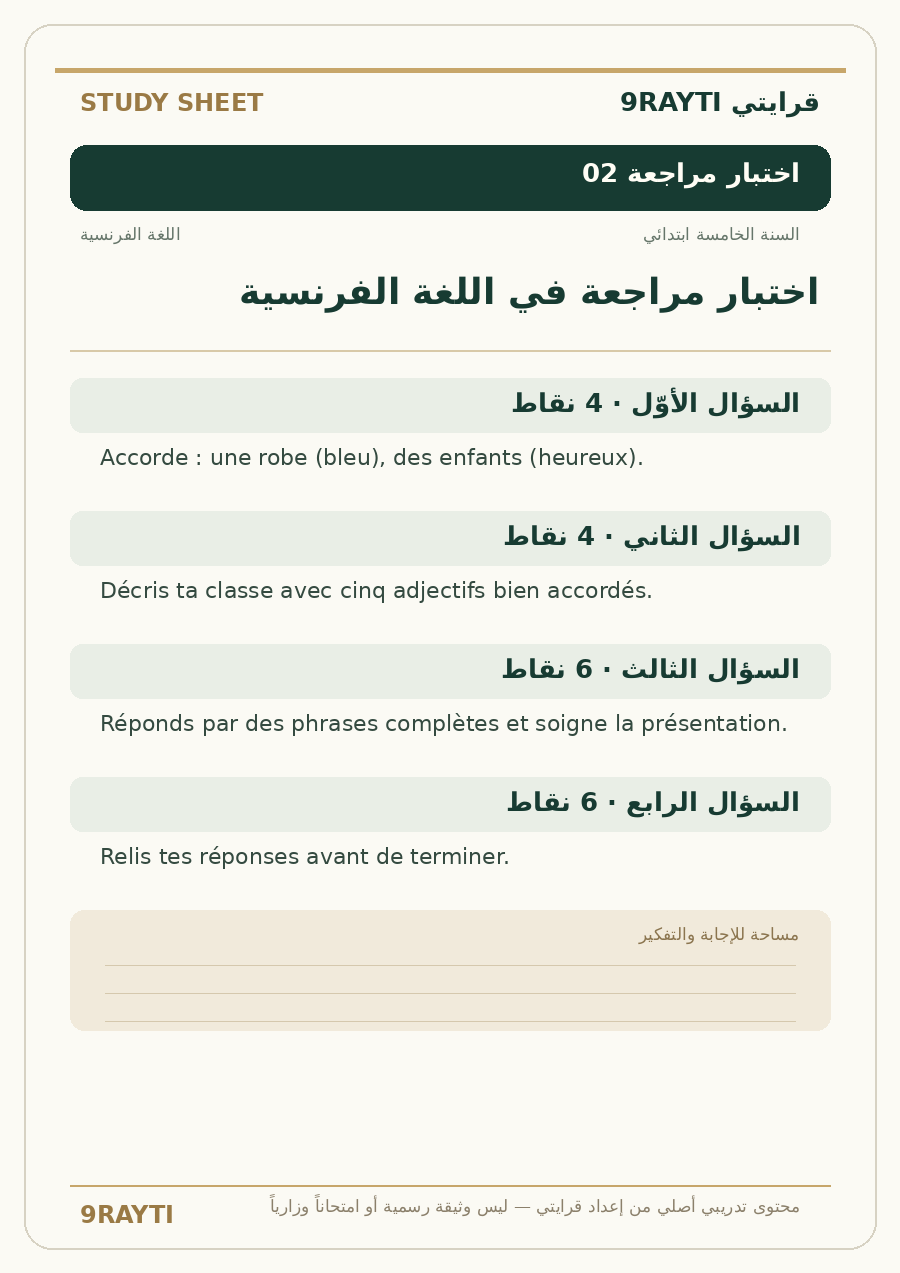 قرايتي 9RAYTI
STUDY SHEET
اختبار مراجعة 02
السنة الخامسة ابتدائي
اللغة الفرنسية
اختبار مراجعة في اللغة الفرنسية
السؤال الأوّل · 4 نقاط
Accorde : une robe (bleu), des enfants (heureux).
السؤال الثاني · 4 نقاط
Décris ta classe avec cinq adjectifs bien accordés.
السؤال الثالث · 6 نقاط
Réponds par des phrases complètes et soigne la présentation.
السؤال الرابع · 6 نقاط
Relis tes réponses avant de terminer.
مساحة للإجابة والتفكير
محتوى تدريبي أصلي من إعداد قرايتي — ليس وثيقة رسمية أو امتحاناً وزارياً
9RAYTI